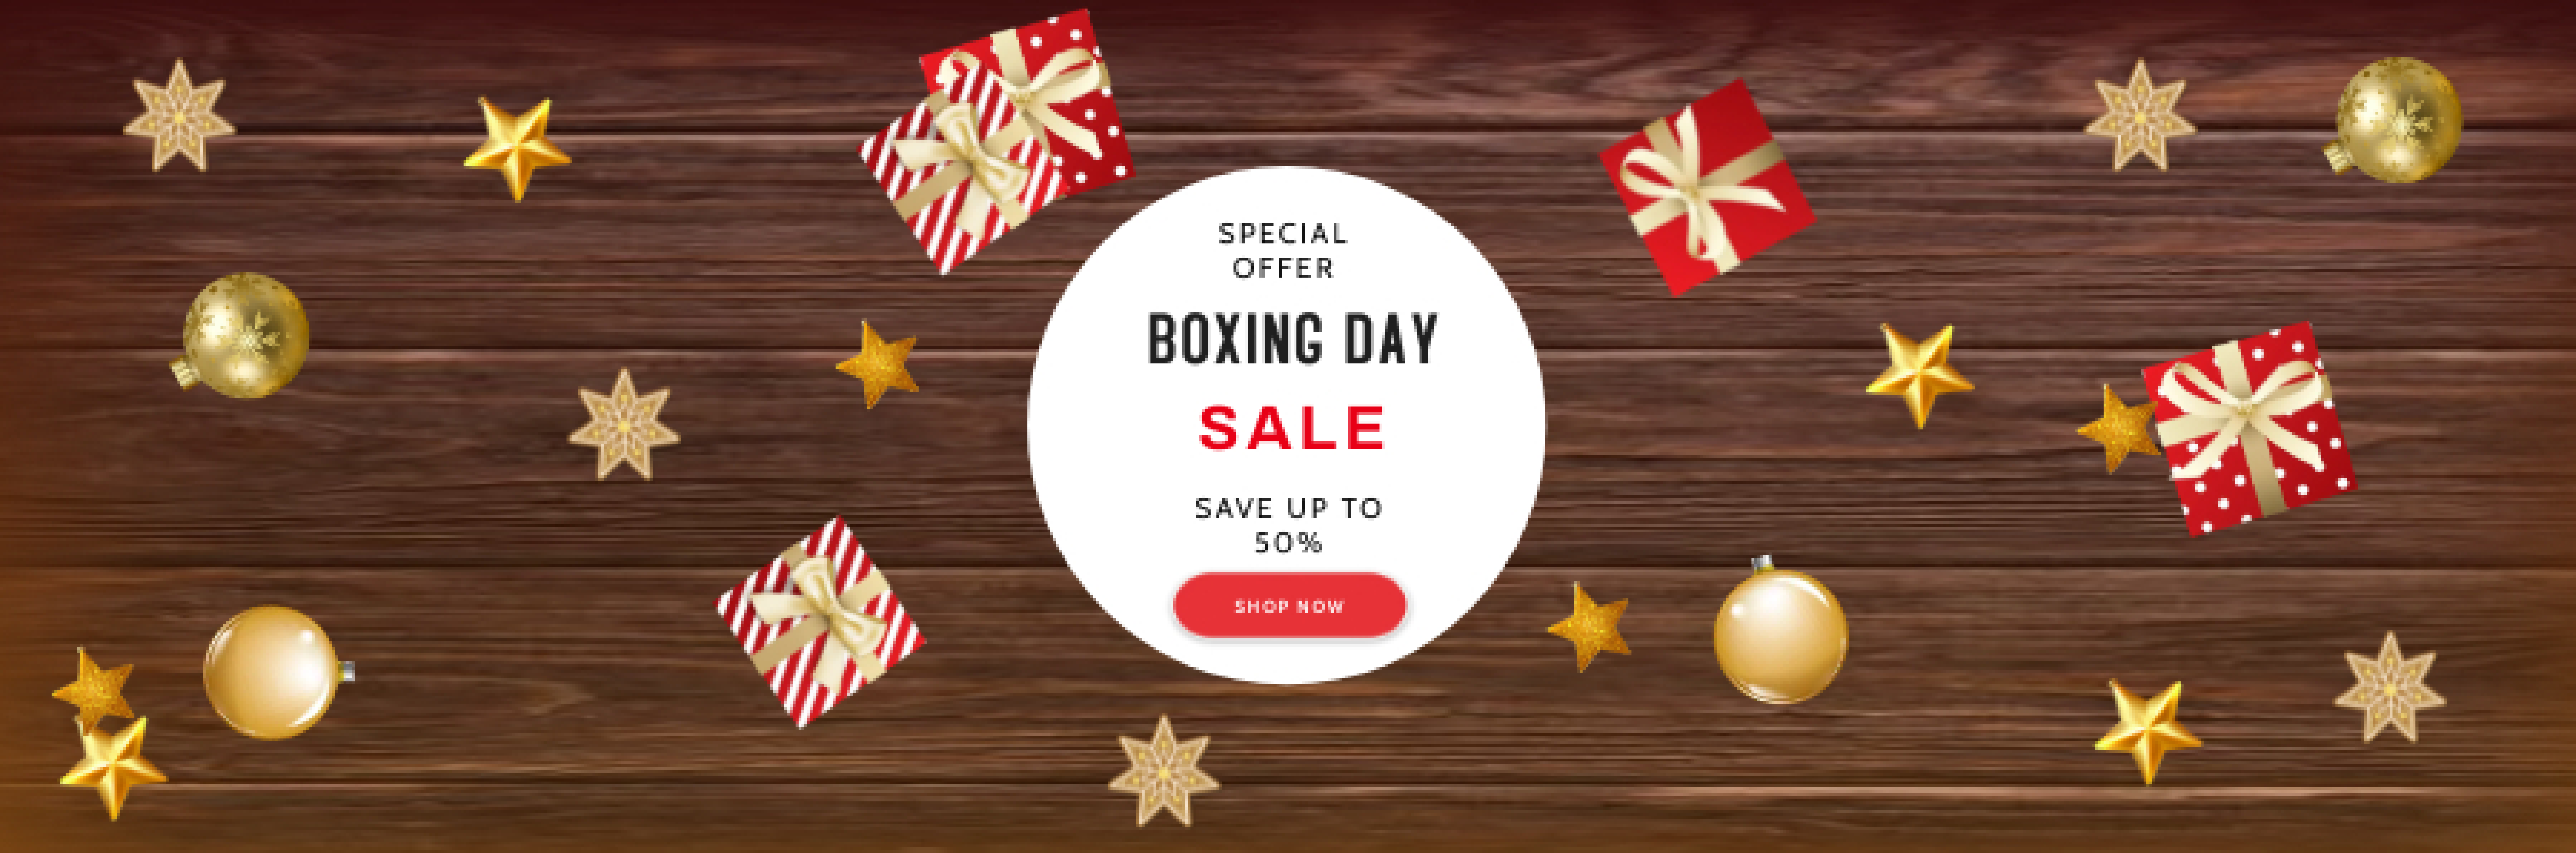 SPECIAL
OFFER
BOXING DAY
SALE
SAVE UP TO
50%
SHOP NOW